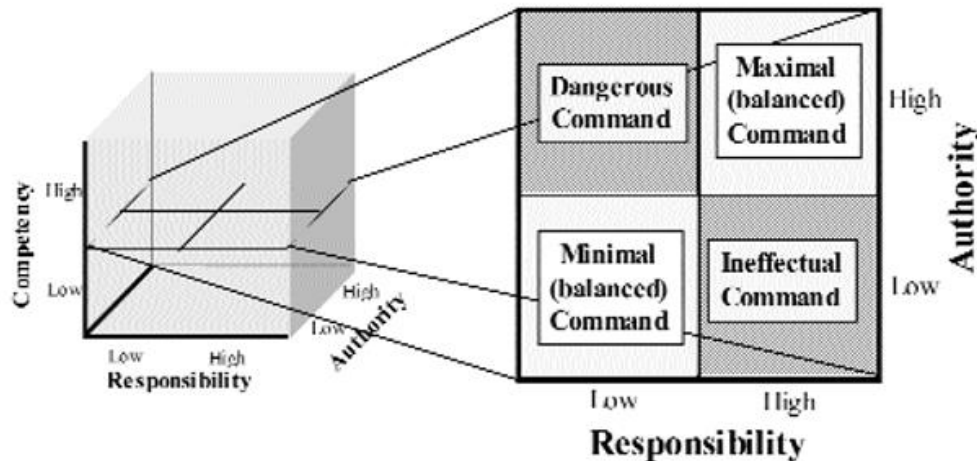 Competency
High
Low
Low
High
Responsibility
Low
High
Authority
Dangerous
Command
Maximal
(balanced)
Command
Minimal
(balanced)
Command
Ineffectual
Command
High
Low
Authority
Low
High
Responsibility